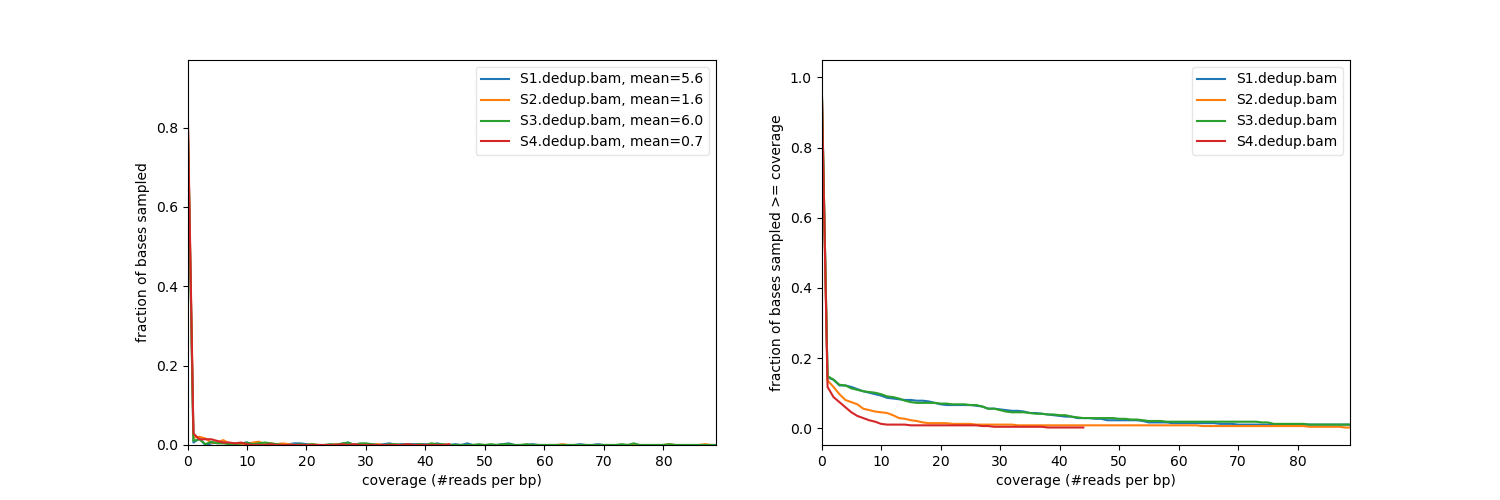 S1.dedup.bam, mean=5.6
S2.dedup.bam, mean=1.6
S3.dedup.bam, mean=6.0
S4.dedup.bam, mean=0.7
fraction of bases sampled
0.8
0.6
0.4
0.2
0.0
0 10 20 30 40 50 60 70 80
coverage (#reads per bp)
S1.dedup.bam
S2.dedup.bam
S3.dedup.bam
S4.dedup.bam
fraction of bases sampled >= coverage
1.0
0.8
0.6
0.4
0.2
0.0
0 10 20 30 40 50 60 70 80
coverage (#reads per bp)